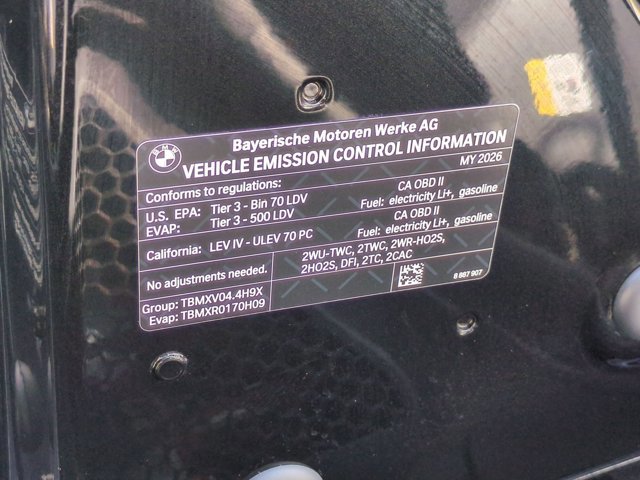 BMW
Bayerische Motoren Werke AG
VEHICLE EMISSION CONTROL INFORMATION
MY 2026
Conforms to regulations:
U.S. EPA: Tier 3 - Bin 70 LDV
EVAP: Tier 3 - 500 LDV
CA OBD II
Fuel: electricity Li+, gasoline
California: LEV IV - ULEV 70 PC
CA OBD II
Fuel: electricity Li+, gasoline
No adjustments needed.
2WU-TWC, 2TWC, 2WR-HO2S,
2HO2S, DFI, 2TC, 2CAC
Group: TBMXV04.4H9X
Evap: TBMXR0170H09
8 887 907